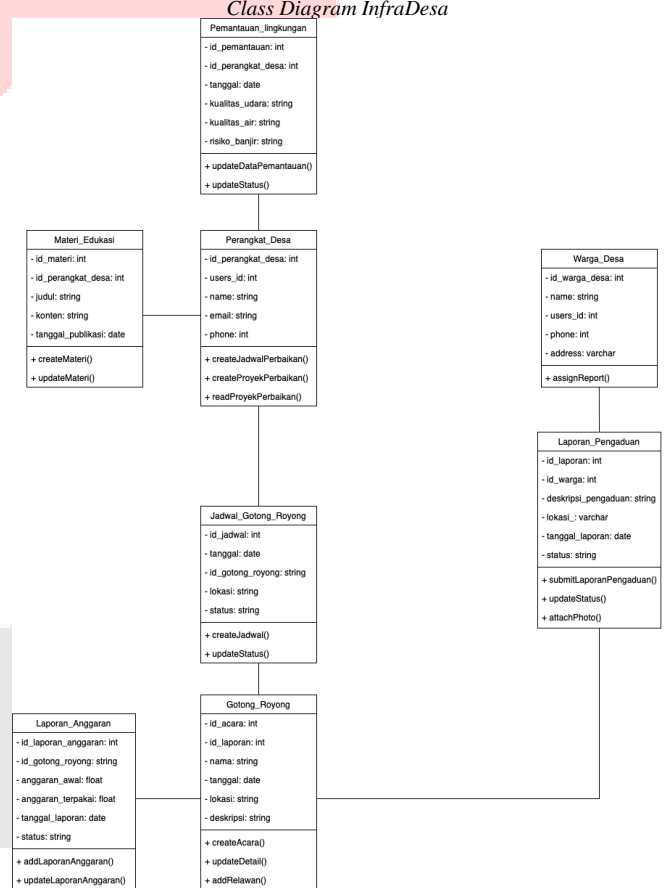 Class Diagram InfraDesa
Pemantauan_lingkungan
- id_pemantauan: int
- id_perangkat_desa: int
- tanggal: date
- kualitas_udara: string
- kualitas_air: string
- risiko_banjir: string
+ updateDataPemantauan()
+ updateStatus()
Materi_Edukasi
- id_materi: int
- id_perangkat_desa: int
- judul: string
- konten: string
- tanggal_publikasi: date
+ createMateri()
+ updateMateri()
Perangkat_Desa
- id_perangkat_desa: int
- users_id: int
- name: string
- email: string
- phone: int
+ createJadwalPerbaikan()
+ createProyekPerbaikan()
+ readProyekPerbaikan()
Warga_Desa
- id_warga_desa: int
- name: string
- users_id: int
- phone: int
- address: varchar
+ assignReport()
Laporan_Pengaduan
- id_laporan: int
- id_warga: int
- deskripsi_pengaduan: string
- lokasi_: varchar
- tanggal_laporan: date
- status: string
+ submitLaporanPengaduan()
+ updateStatus()
+ attachPhoto()
Jadwal_Gotong_Royong
- id_jadwal: int
- tanggal: date
- id_gotong_royong: string
- lokasi: string
- status: string
+ createJadwal()
+ updateStatus()
Laporan_Anggaran
- id_laporan_anggaran: int
- id_gotong_royong: string
- anggaran_awal: float
- anggaran_terpakai: float
- tanggal_laporan: date
- status: string
+ addLaporanAnggaran()
+ updateLaporanAnggaran()
Gotong_Royong
- id_acara: int
- id_laporan: int
- nama: string
- tanggal: date
- lokasi: string
- deskripsi: string
+ createAcara()
+ updateDetail()
+ addRelawan()